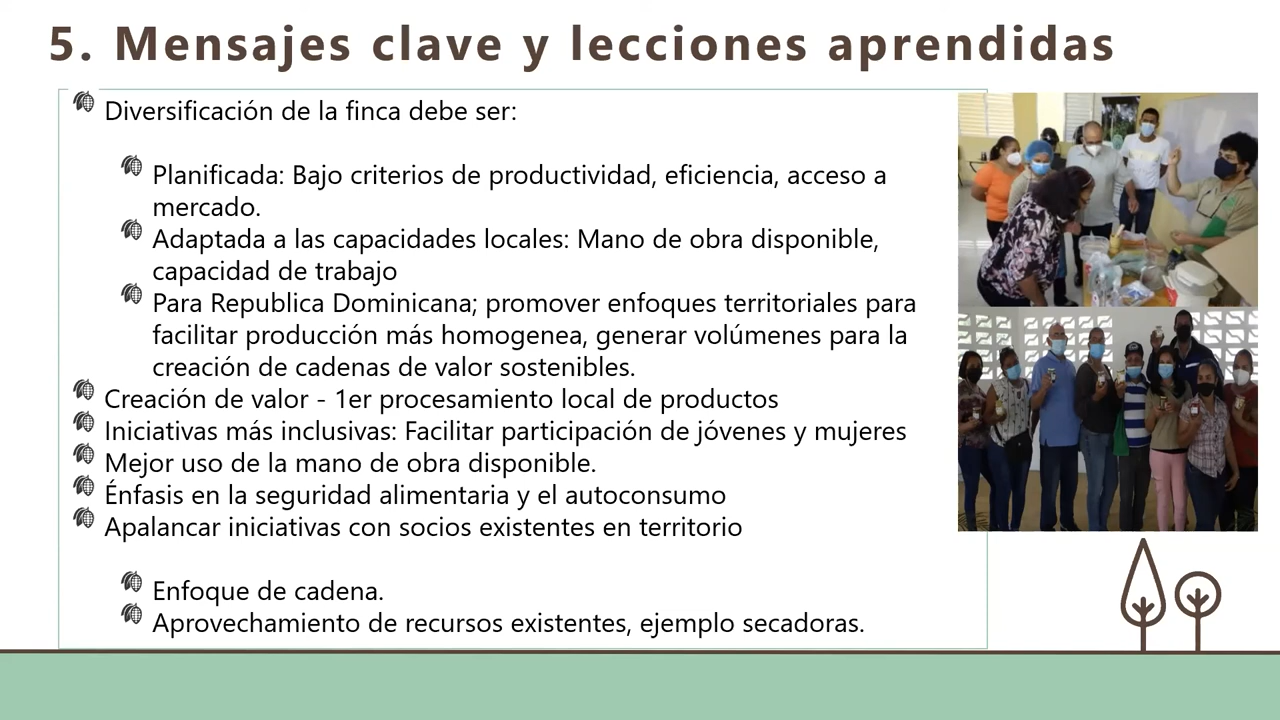 5. Mensajes clave y lecciones aprendidas
Diversificación de la finca debe ser:
Planificada: Bajo criterios de productividad, eficiencia, acceso a
mercado.
Adaptada a las capacidades locales: Mano de obra disponible,
capacidad de trabajo
Para Republica Dominicana; promover enfoques territoriales para
facilitar producción más homogenea, generar volúmenes para la
creación de cadenas de valor sostenibles.
Creación de valor - 1er procesamiento local de productos
Iniciativas más inclusivas: Facilitar participación de jóvenes y mujeres
Mejor uso de la mano de obra disponible.
Énfasis en la seguridad alimentaria y el autoconsumo
Apalancar iniciativas con socios existentes en territorio
Enfoque de cadena.
Aprovechamiento de recursos existentes, ejemplo secadoras.